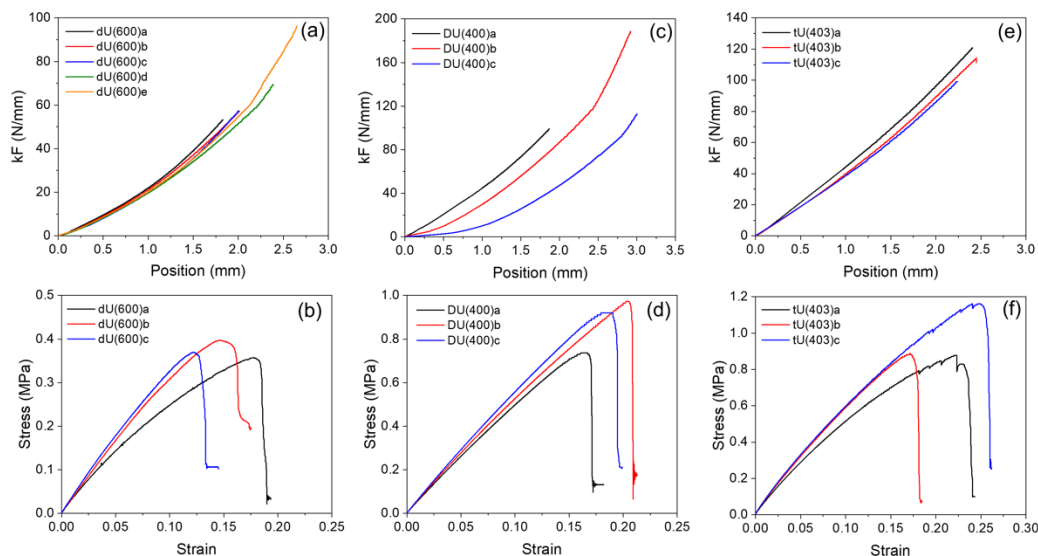 (a)
dU(600)a
dU(600)b
dU(600)c
dU(600)d
dU(600)e
kF (N/mm)
100
80
60
40
20
0
0.0 0.5 1.0 1.5 2.0 2.5 3.0
Position (mm)
(c)
DU(400)a
DU(400)b
DU(400)c
kF (N/mm)
200
160
120
80
40
0
0.0 0.5 1.0 1.5 2.0 2.5 3.0 3.5
Position (mm)
(e)
tU(403)a
tU(403)b
tU(403)c
kF (N/mm)
140
120
100
80
60
40
20
0
0.0 0.5 1.0 1.5 2.0 2.5 3.0
Position (mm)
(b)
dU(600)a
dU(600)b
dU(600)c
Stress (MPa)
0.5
0.4
0.3
0.2
0.1
0.0
0.00 0.05 0.10 0.15 0.20 0.25
Strain
(d)
DU(400)a
DU(400)b
DU(400)c
Stress (MPa)
1.0
0.8
0.6
0.4
0.2
0.0
0.00 0.05 0.10 0.15 0.20 0.25
Strain
(f)
tU(403)a
tU(403)b
tU(403)c
Stress (MPa)
1.2
1.0
0.8
0.6
0.4
0.2
0.0
0.00 0.05 0.10 0.15 0.20 0.25 0.30
Strain